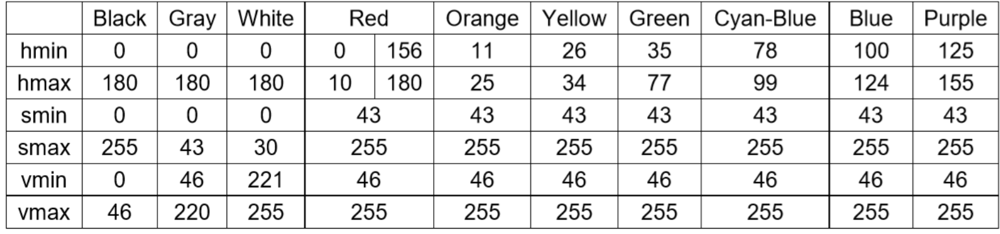 Black Gray White Red Orange Yellow Green Cyan-Blue Blue Purple
hmin 0 0 0 0 156 11 26 35 78 100 125
hmax 180 180 180 10 180 25 34 77 99 124 155
smin 0 0 0 43 43 43 43 43 43 43
smax 255 43 30 255 255 255 255 255 255 255
vmin 0 46 221 46 46 46 46 46 46 46
vmax 46 220 255 255 255 255 255 255 255 255